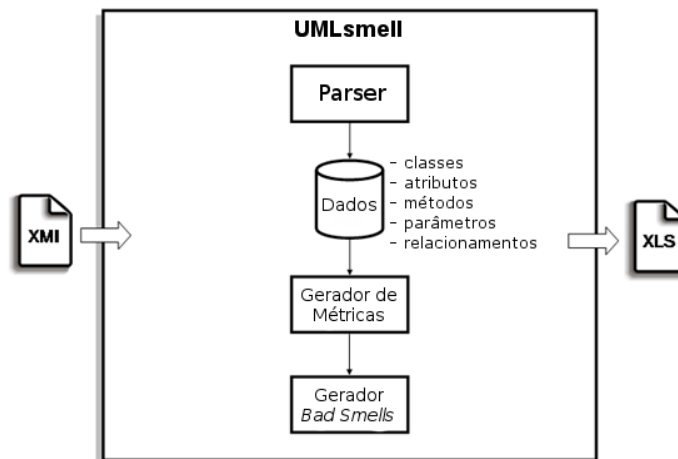 UMLsmell
Parser
Dados
- classes
- atributos
- métodos
- parâmetros
- relacionamentos
XMI
XLS
Gerador de
Métricas
Gerador
Bad Smells